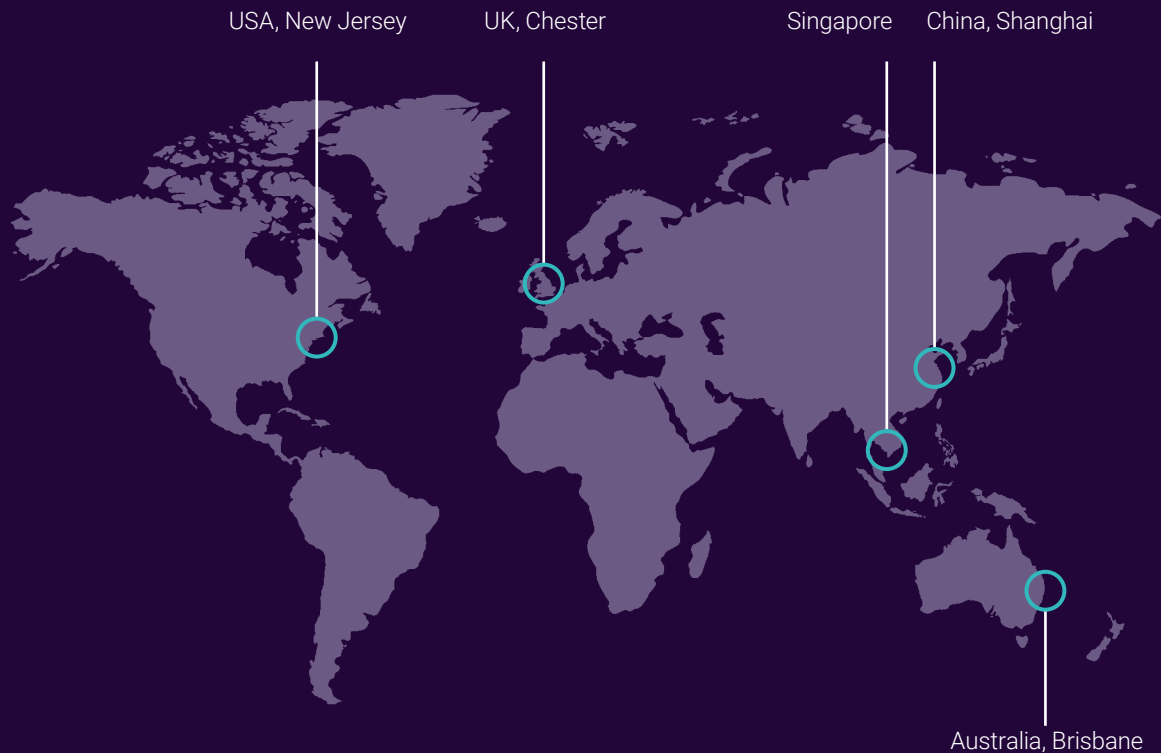 USA, New Jersey
UK, Chester
Singapore
China, Shanghai
Australia, Brisbane